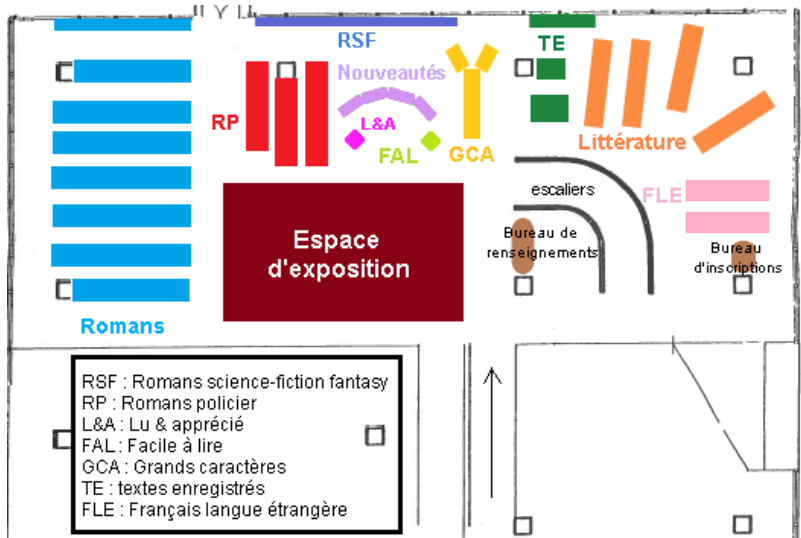 RSF
TE
Nouveautés
RP
L&A
FAL
GCA
Littérature
escaliers
FLE
Bureau de
renseignements
Bureau
d'inscriptions
Espace
d'exposition
Romans
RSF : Romans science-fiction fantasy
RP : Romans policier
L&A : Lu & apprécié
FAL : Facile à lire
GCA : Grands caractères
TE : textes enregistrés
FLE : Français langue étrangère